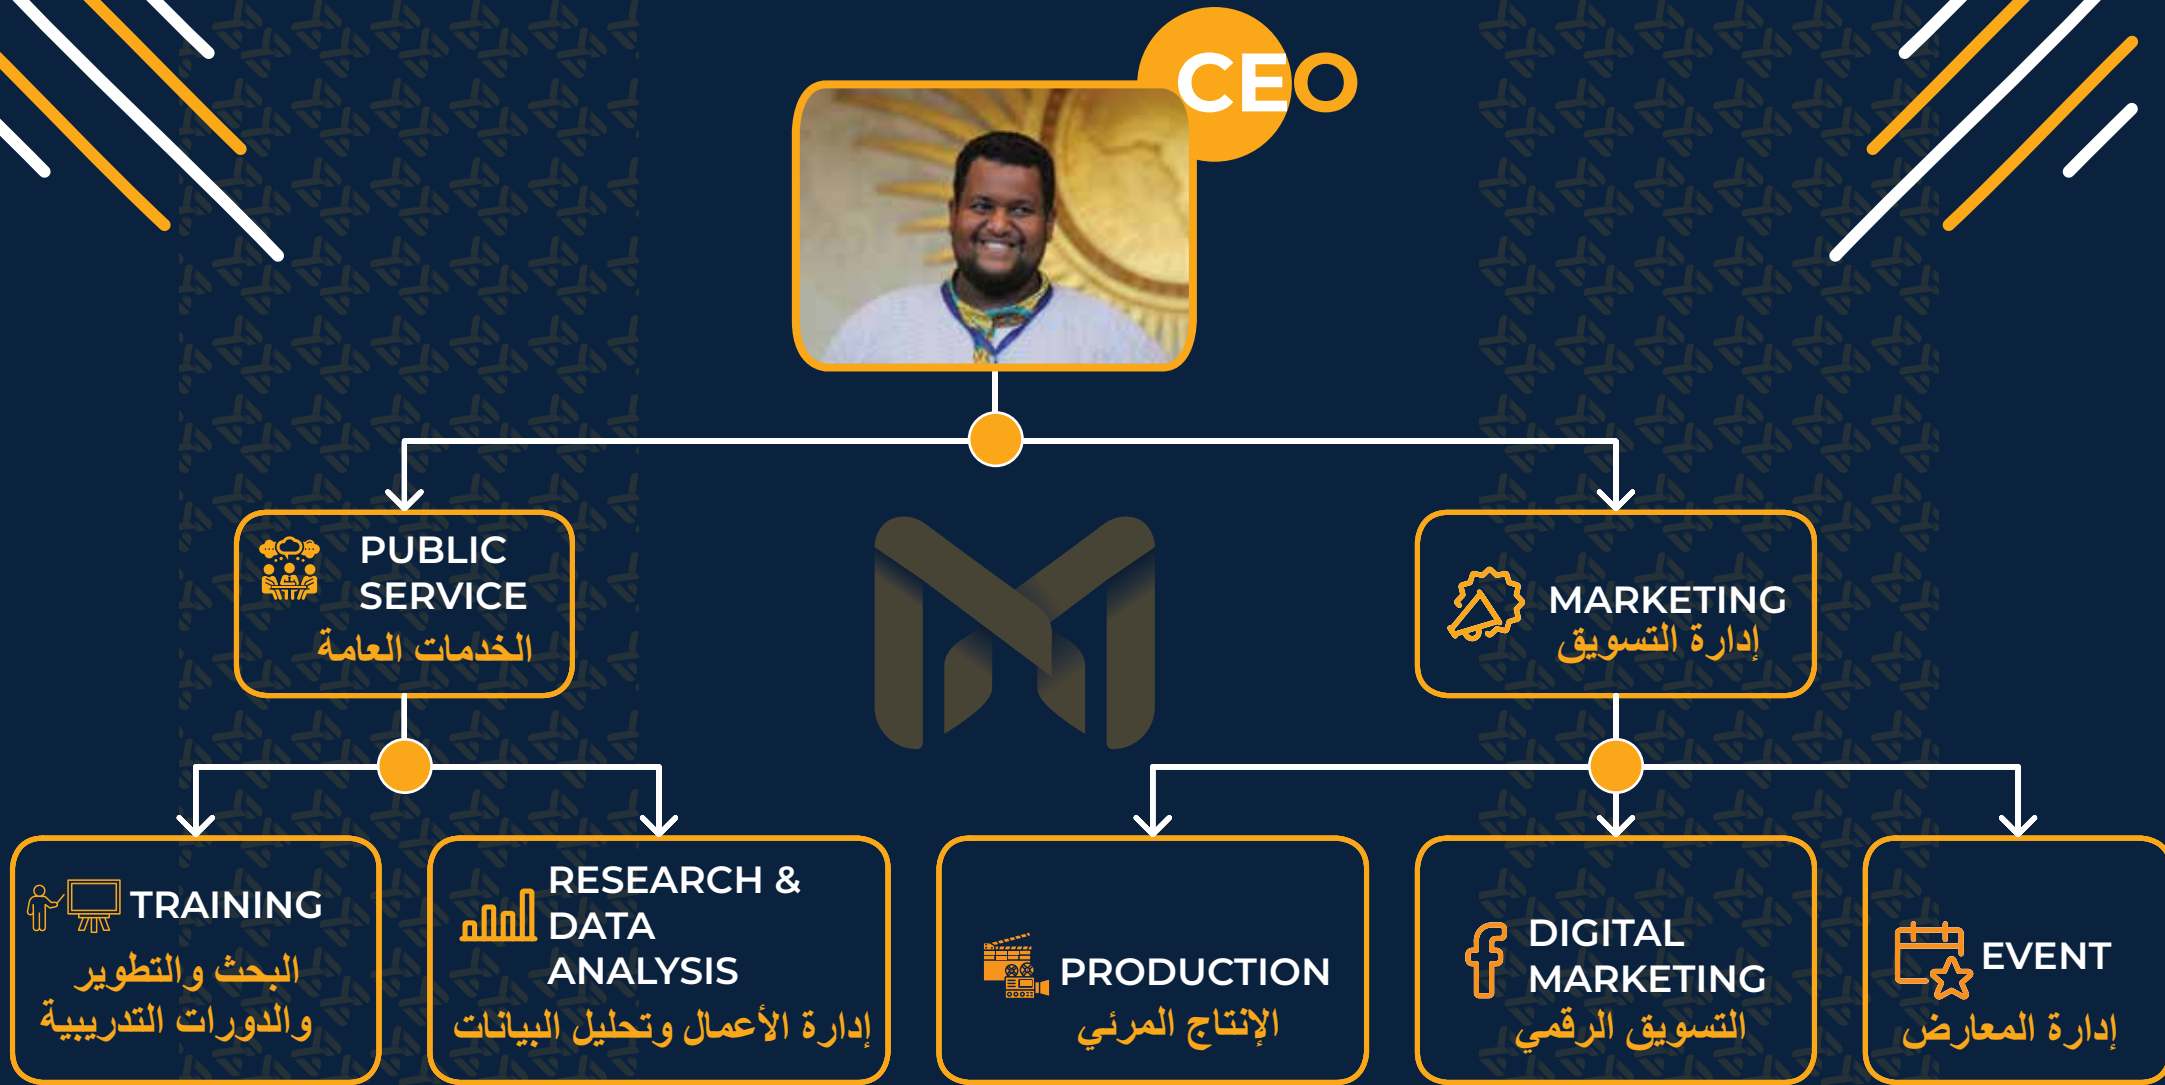 CEO
PUBLIC
SERVICE
الخدمات العامة
MARKETING
إدارة التسويق
TRAINING
البحث والتطوير
والدورات التدريبية
RESEARCH &
DATA
ANALYSIS
إدارة الأعمال وتحليل البيانات
PRODUCTION
الإنتاج المرئي
DIGITAL
MARKETING
التسويق الرقمي
EVENT
إدارة المعارض